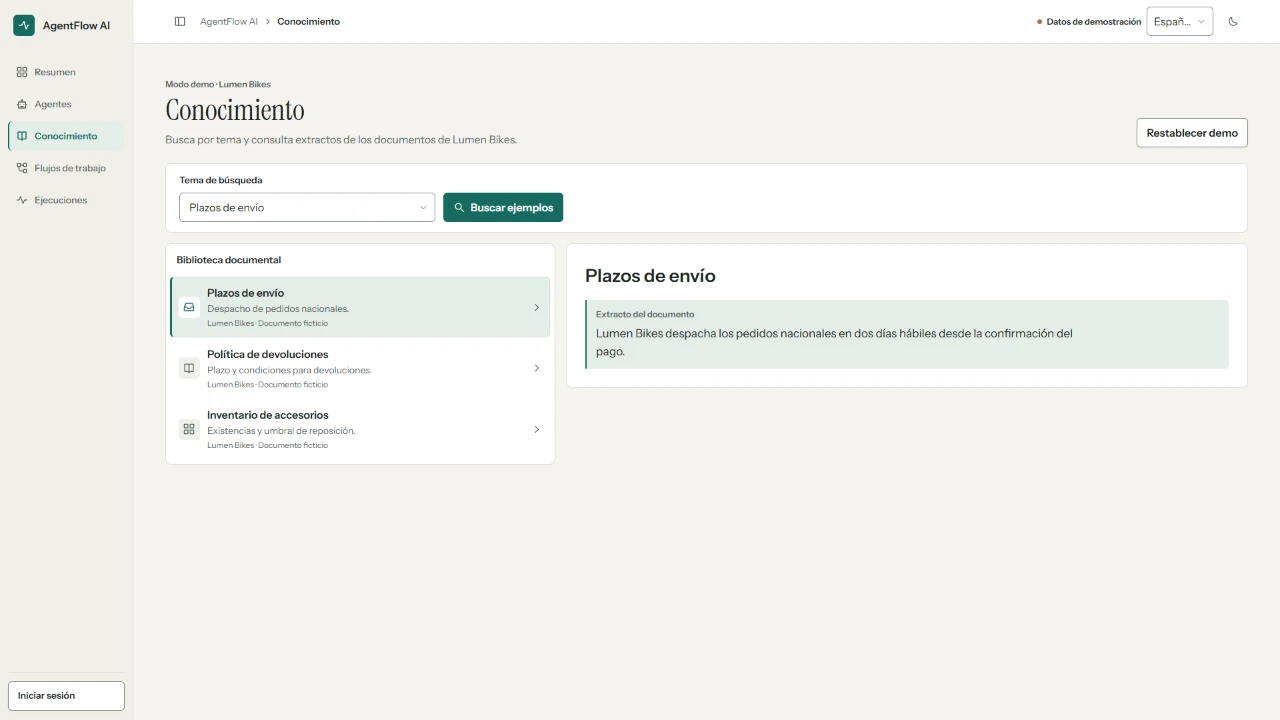 AgentFlow AI
Resumen
Agentes
Conocimiento
Flujos de trabajo
Ejecuciones
Iniciar sesión
AgentFlow AI > Conocimiento
Datos de demostración
Españ...
Modo demo · Lumen Bikes
Conocimiento
Busca por tema y consulta extractos de los documentos de Lumen Bikes.
Restablecer demo
Tema de búsqueda
Plazos de envío
Buscar ejemplos
Biblioteca documental
Plazos de envío
Despacho de pedidos nacionales.
Lumen Bikes · Documento ficticio
Política de devoluciones
Plazo y condiciones para devoluciones.
Lumen Bikes · Documento ficticio
Inventario de accesorios
Existencias y umbral de reposición.
Lumen Bikes · Documento ficticio
Plazos de envío
Extracto del documento
Lumen Bikes despacha los pedidos nacionales en dos días hábiles desde la confirmación del
pago.